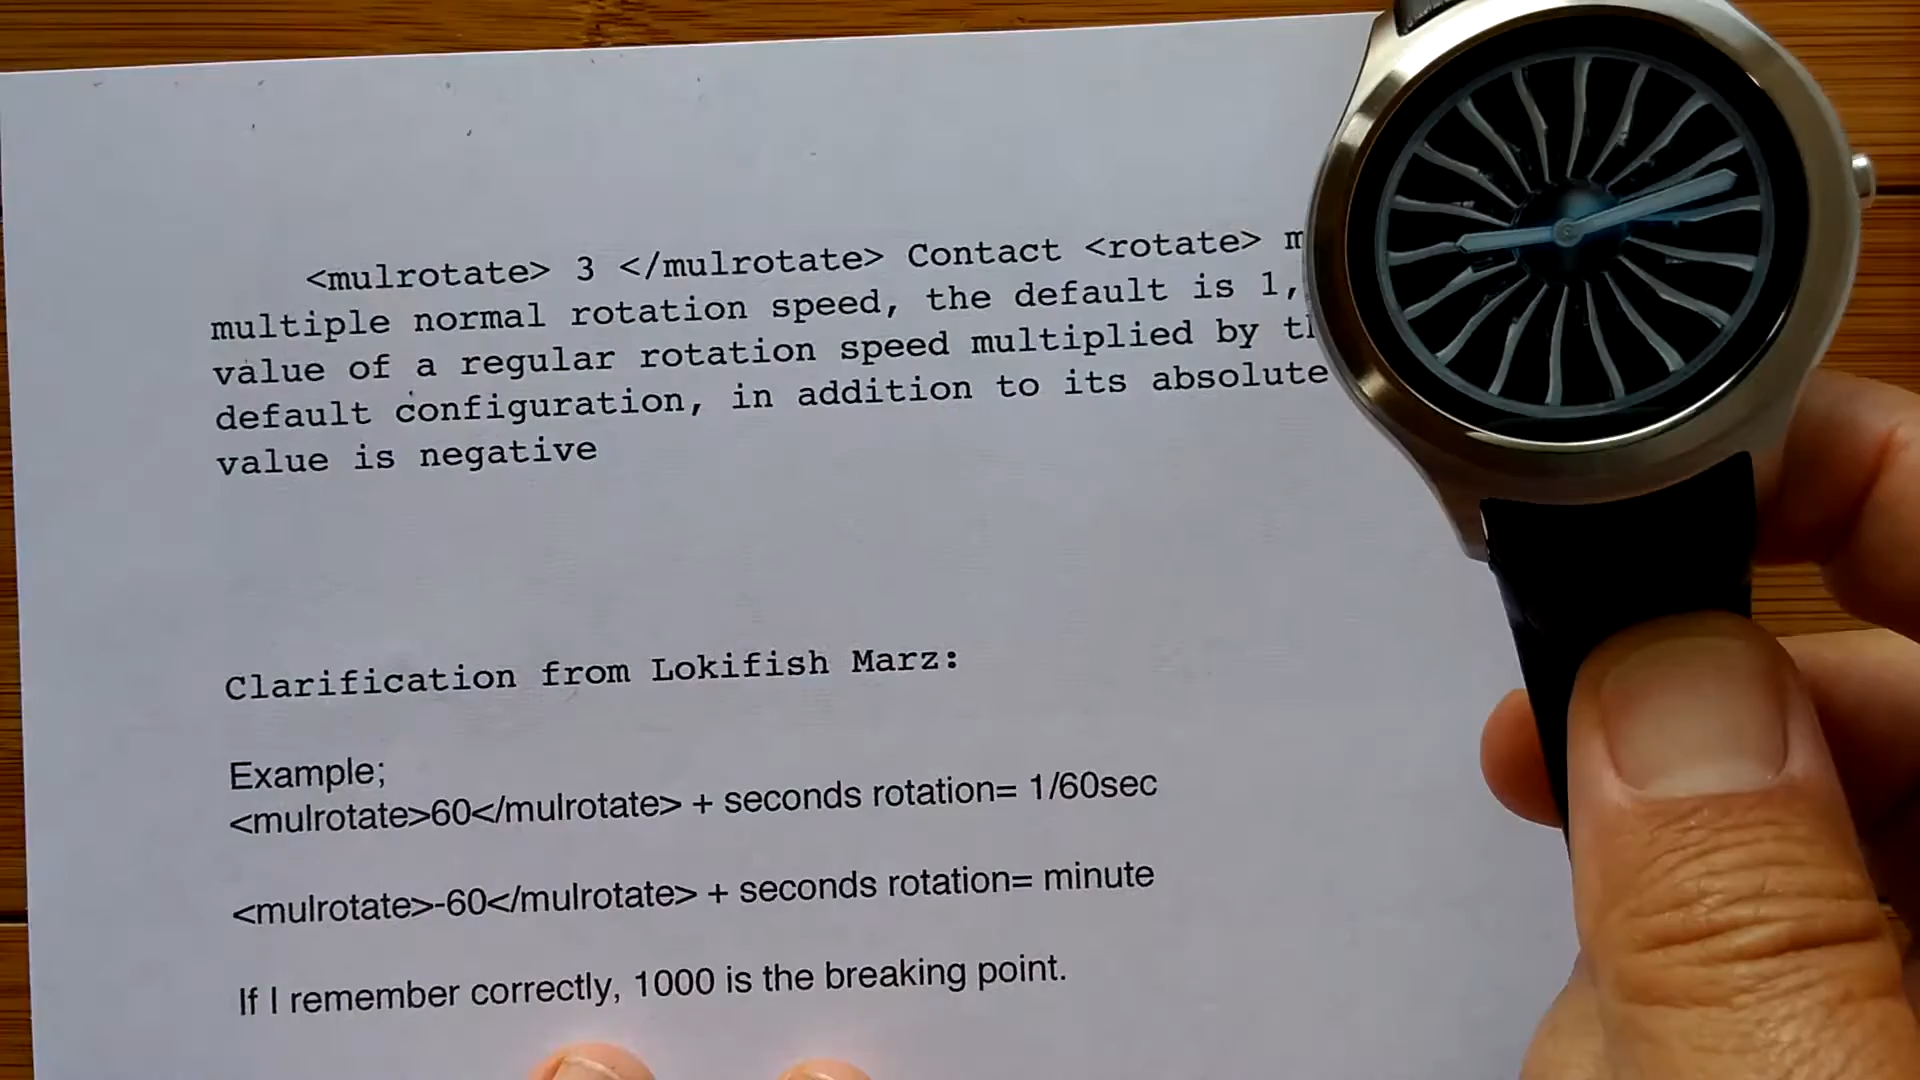 <mulrotate> 3 </mulrotate> Contact <rotate>
multiple normal rotation speed, the default is 1,
value of a regular rotation speed multiplied by
default configuration, in addition to its absolute
value is negative
Clarification from Lokifish Marz:
Example;
<mulrotate>60</mulrotate> + seconds rotation= 1/60sec
<mulrotate>-60</mulrotate> + seconds rotation= minute
If I remember correctly, 1000 is the breaking point.